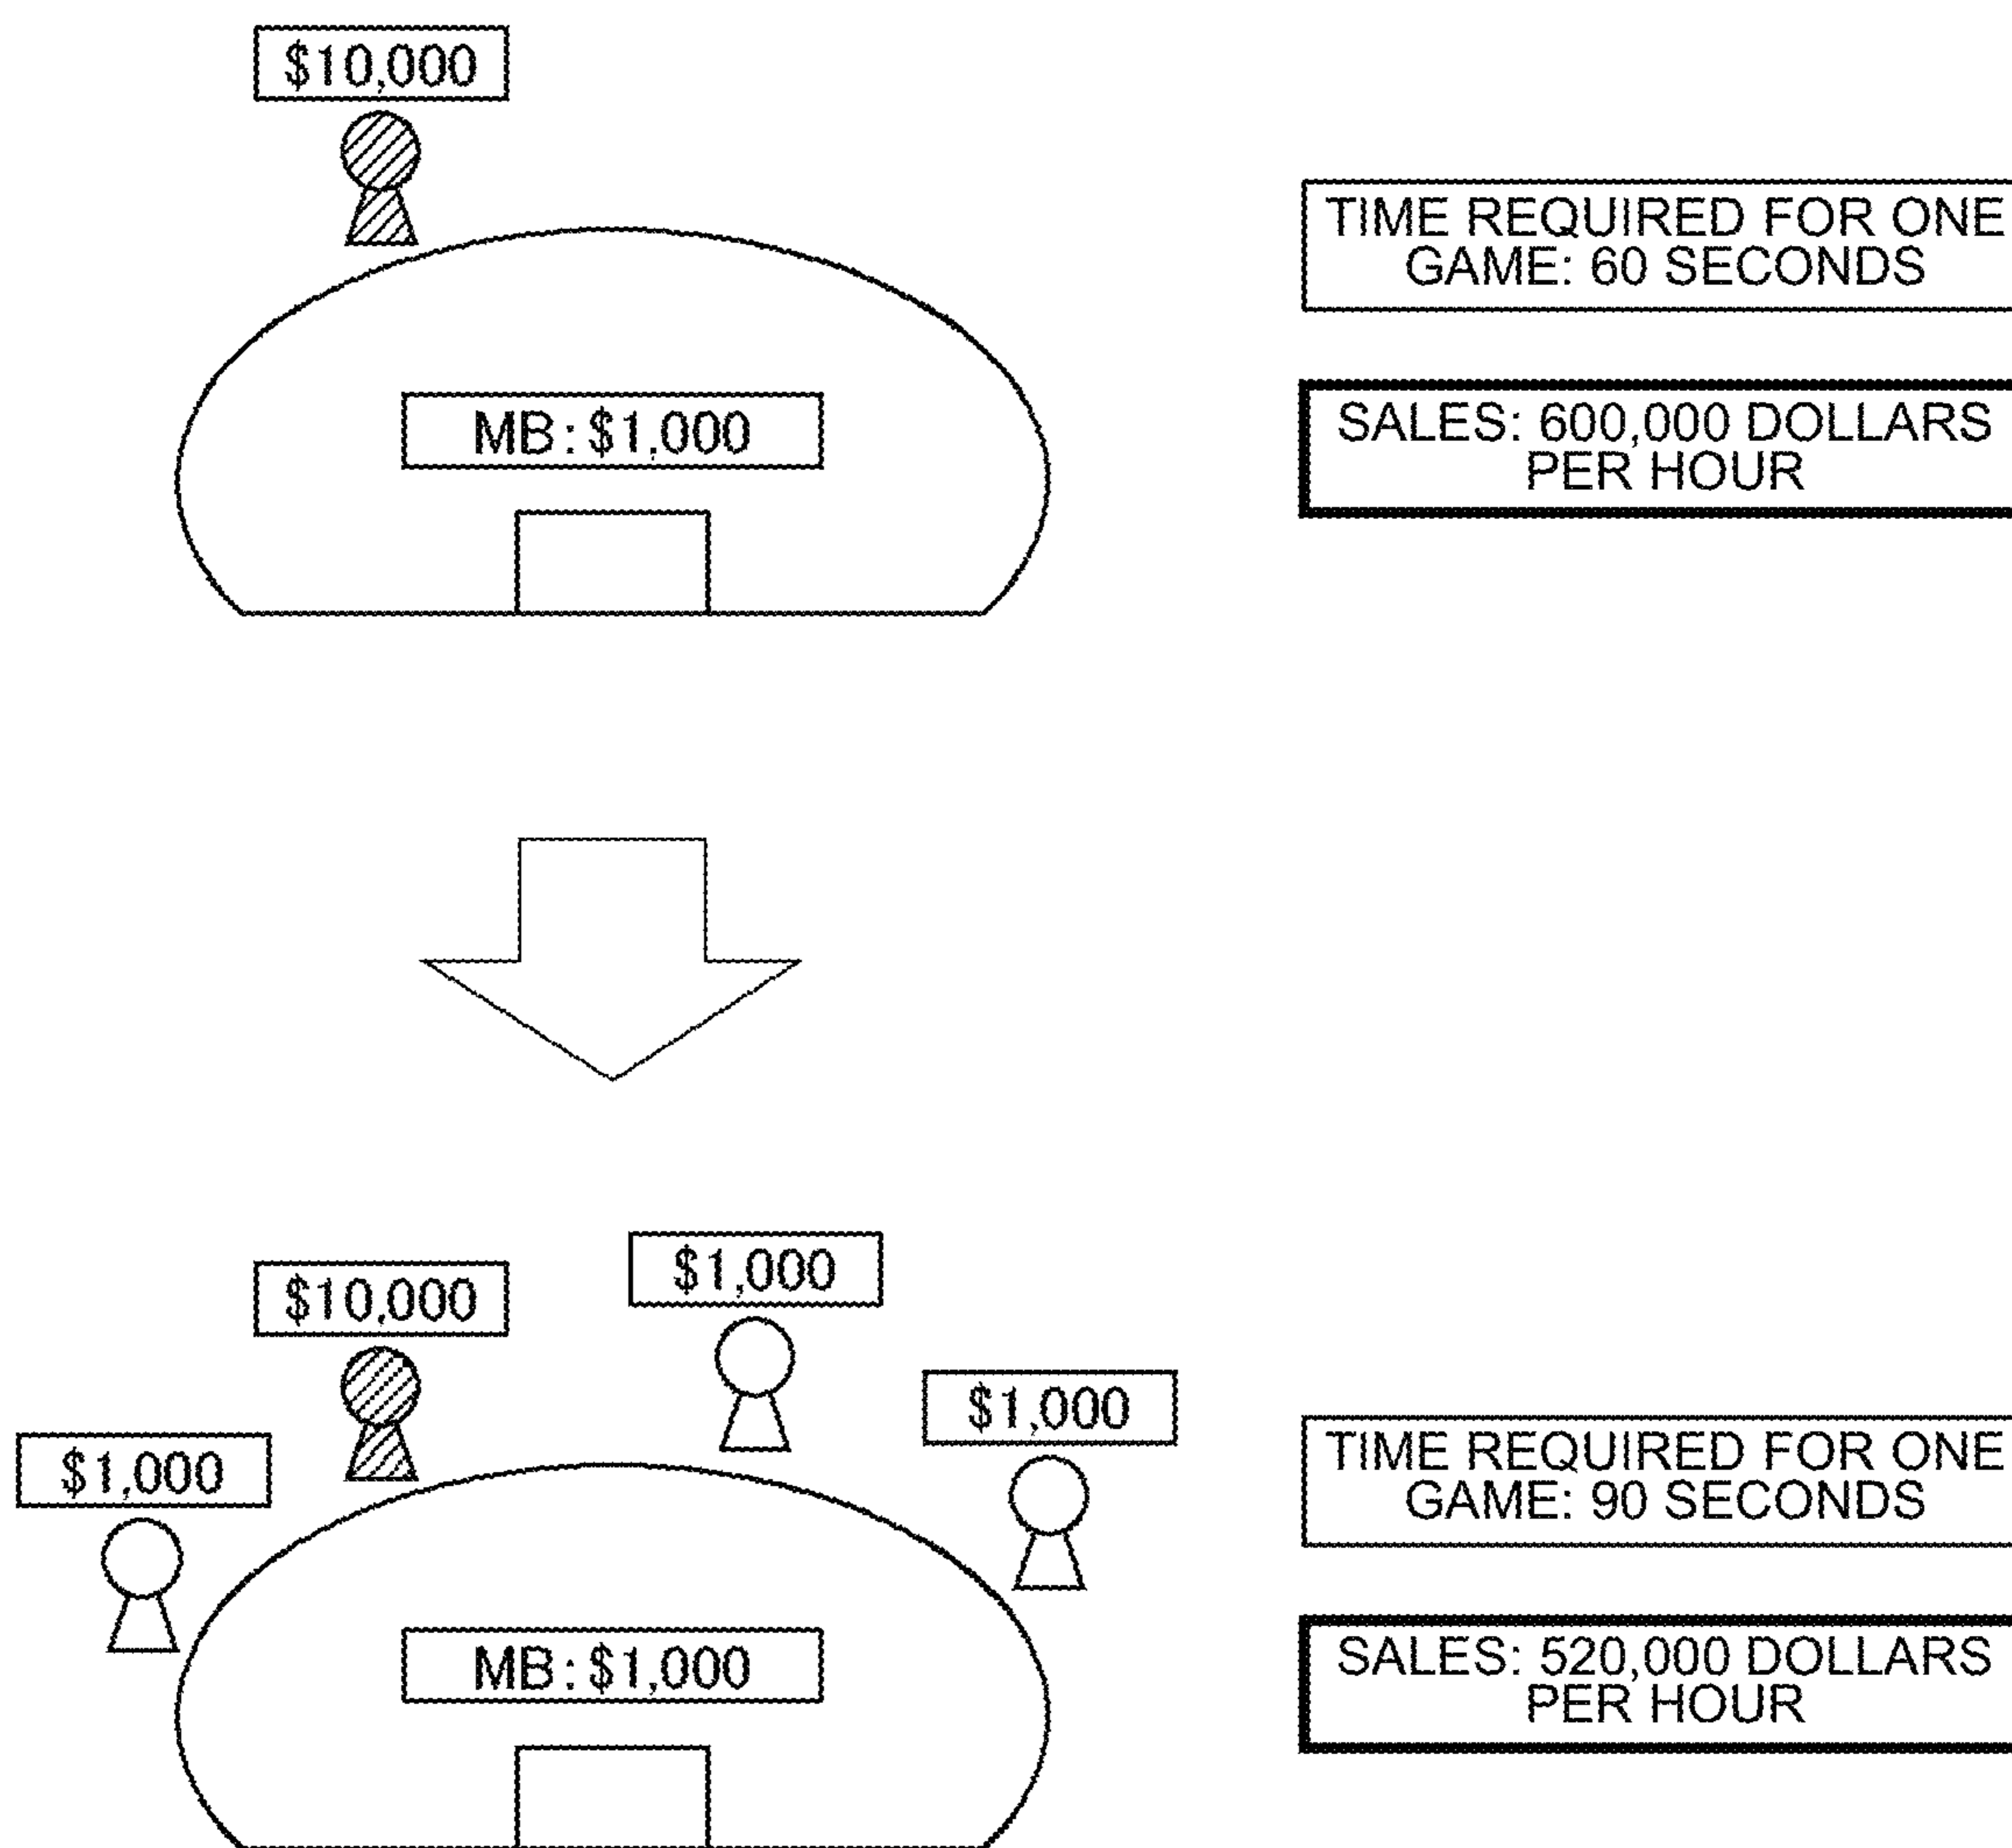 $10,000
TIME REQUIRED FOR ONE
GAME: 60 SECONDS
MB:$1,000
SALES: 600,000 DOLLARS
PER HOUR
$1,000
$10,000
$1,000
$1,000
TIME REQUIRED FOR ONE
GAME: 90 SECONDS
MB:$1,000
SALES: 520,000 DOLLARS
PER HOUR